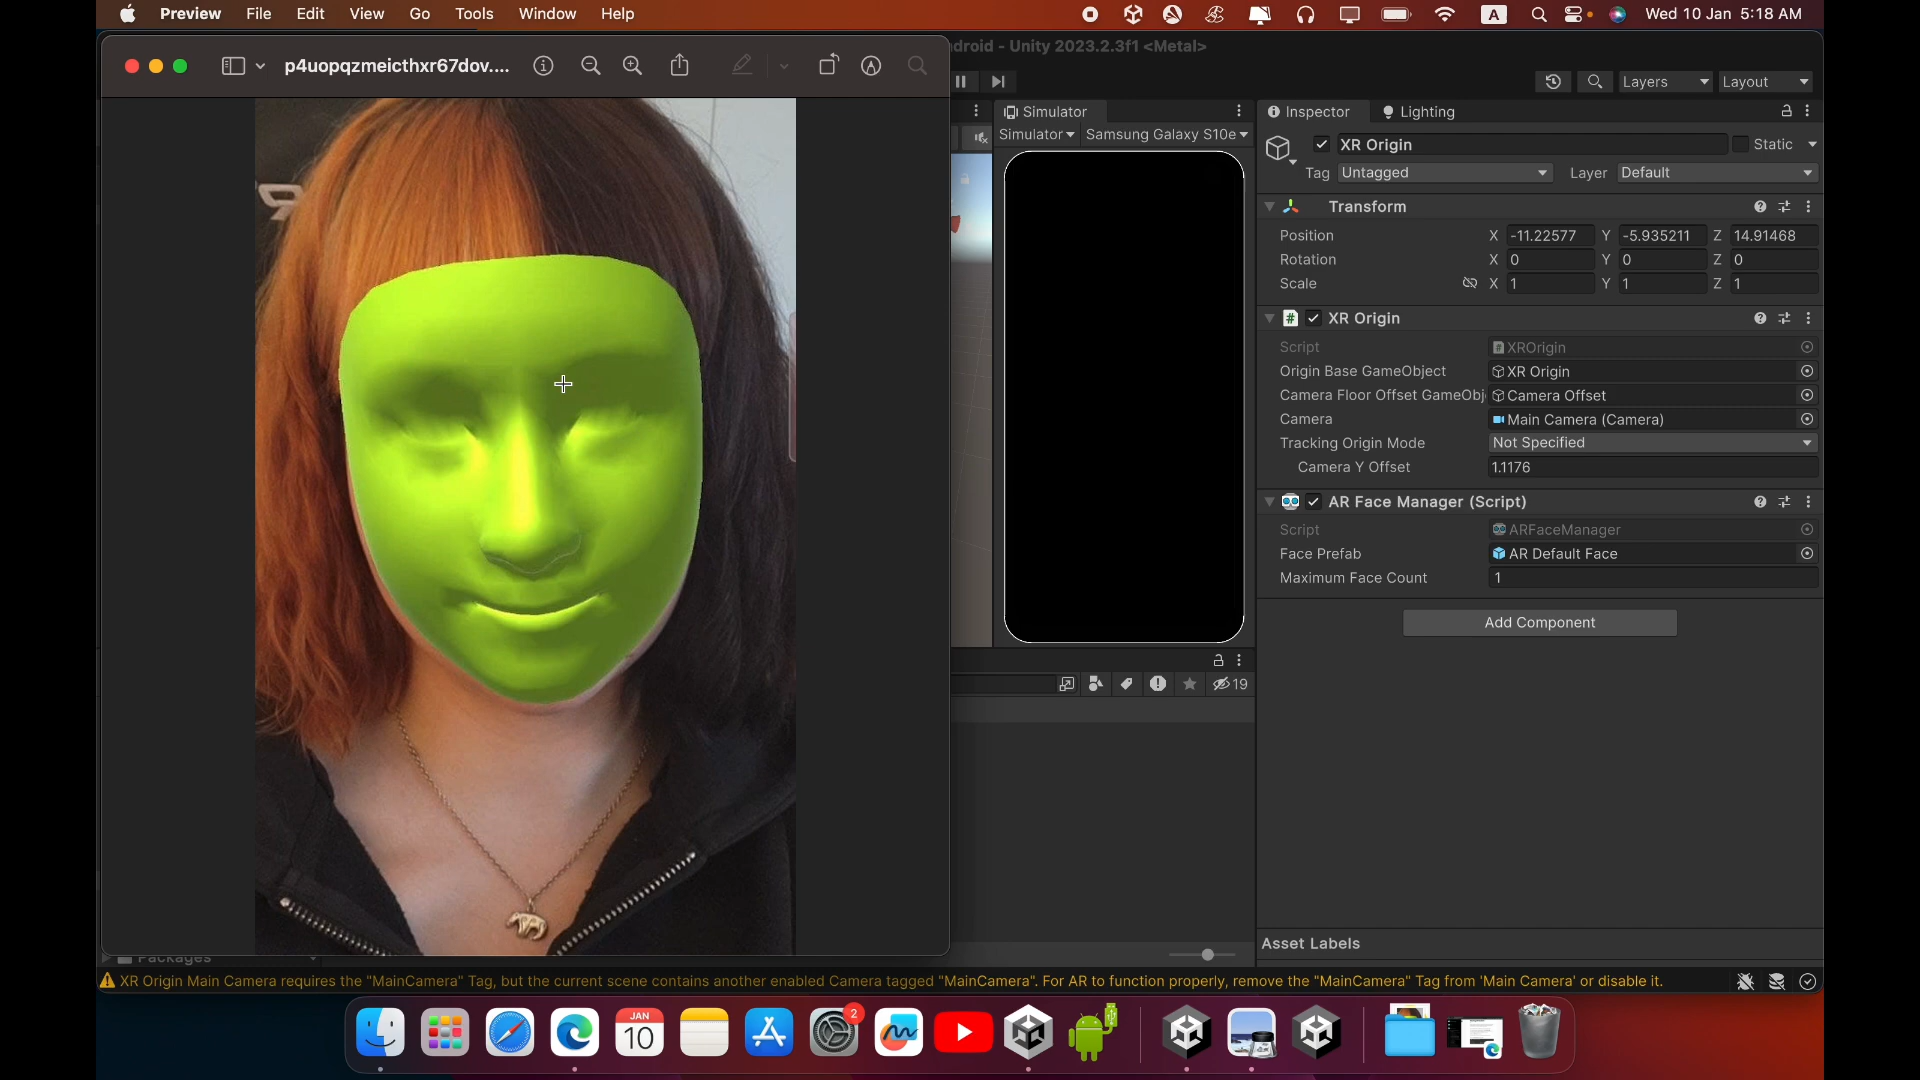 Preview File Edit View Go Tools Window Help
A Wed 10 Jan 5:18 AM
p4uopqzmeicthxr67dov....
droid - Unity 2023.2.3f1 <Metal>
Layers Layout
Simulator
Inspector Lighting
Simulator Samsung Galaxy S10e
XR Origin Static
Tag Untagged Layer Default
Transform
Position X -11.22577 Y -5.935211 Z 14.91468
Rotation X 0 Y 0 Z 0
Scale X 1 Y 1 Z 1
# XR Origin
Script XROrigin
Origin Base GameObject XR Origin
Camera Floor Offset GameObj Camera Offset
Camera Main Camera (Camera)
Tracking Origin Mode Not Specified
Camera Y Offset 1.1176
AR Face Manager (Script)
Script ARFaceManager
Face Prefab AR Default Face
Maximum Face Count 1
Add Component
19
Asset Labels
Packages
XR Origin Main Camera requires the "MainCamera" Tag, but the current scene contains another enabled Camera tagged "MainCamera". For AR to function properly, remove the "MainCamera" Tag from 'Main Camera' or disable it.
JAN
10
2